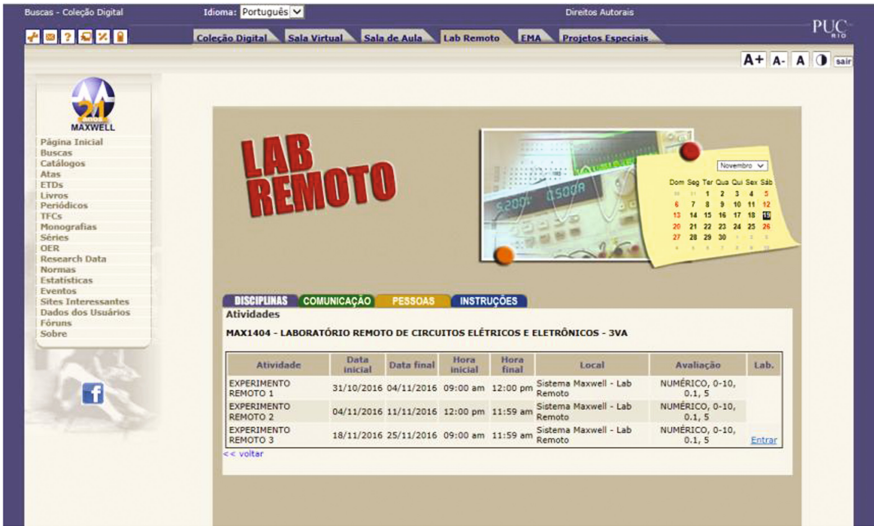 Buscas - Coleção Digital Idioma: Português Direitos Autorais
PUC
RIO
Coleção Digital Sala Virtual Sala de Aula Lab Remoto EMA Projetos Especiais
A+ A- A sair
21
MAXWELL
Página Inicial
Buscas
Catálogos
Atas
ETDs
Livros
Periódicos
TFCs
Monografias
Séries
OER
Research Data
Normas
Estatísticas
Eventos
Sites Interessantes
Dados dos Usuários
Fóruns
Sobre
LAB
REMOTO
5.200V 0.500A
Novembro
Dom Seg Ter Qua Qui Sex Sáb
1 2 3 4 5
6 7 8 9 10 11 12
13 14 15 16 17 18 19
20 21 22 23 24 25 26
27 28 29 30
DISCIPLINAS COMUNICAÇÃO PESSOAS INSTRUÇÕES
Atividades
MAX1404 - LABORATÓRIO REMOTO DE CIRCUITOS ELÉTRICOS E ELETRÔNICOS - 3VA
Atividade Data inicial Data final Hora inicial Hora final Local Avaliação Lab.
EXPERIMENTO REMOTO 1 31/10/2016 04/11/2016 09:00 am 12:00 pm Sistema Maxwell - Lab Remoto NUMÉRICO, 0-10, 0.1, 5
EXPERIMENTO REMOTO 2 04/11/2016 11/11/2016 12:00 pm 11:59 am Sistema Maxwell - Lab Remoto NUMÉRICO, 0-10, 0.1, 5
EXPERIMENTO REMOTO 3 18/11/2016 25/11/2016 09:00 am 11:59 am Sistema Maxwell - Lab Remoto NUMÉRICO, 0-10, 0.1, 5 Entrar
<< voltar